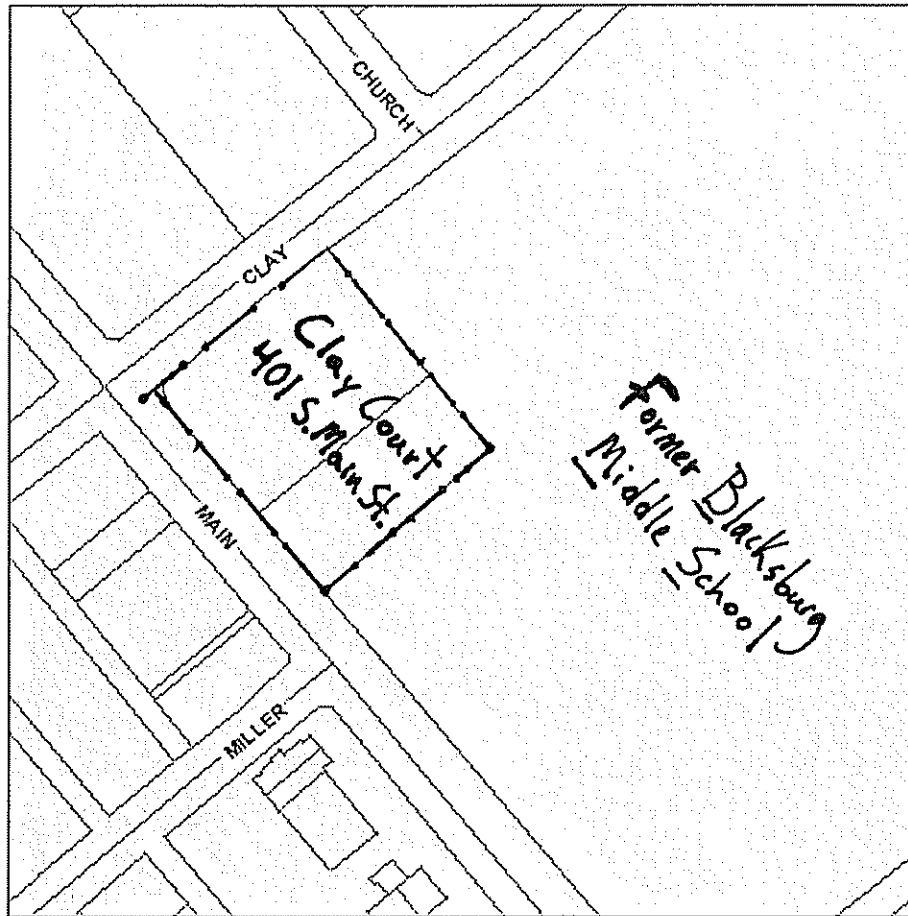 CHURCH
CLAY
Clay Court
401 S. Main St.
Former Blacksburg
Middle School
MAIN
MILLER